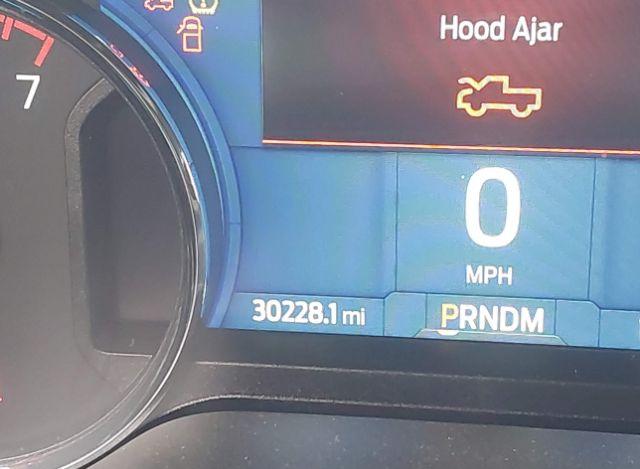 Hood Ajar
7
0
MPH
30228.1 mi
PRNDM